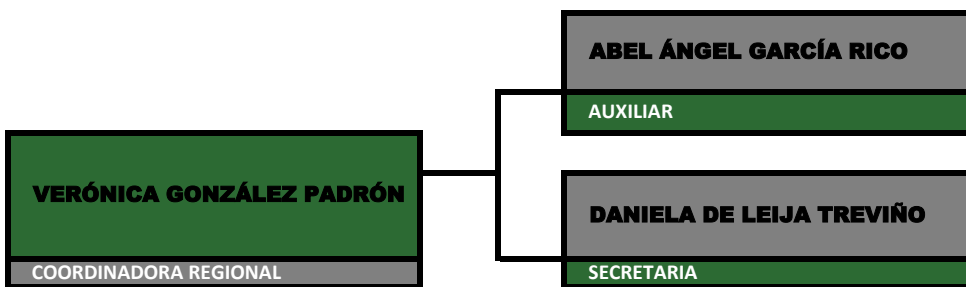 ABEL ÁNGEL GARCÍA RICO
AUXILIAR
VERÓNICA GONZÁLEZ PADRÓN
COORDINADORA REGIONAL
DANIELA DE LEIJA TREVIÑO
SECRETARIA